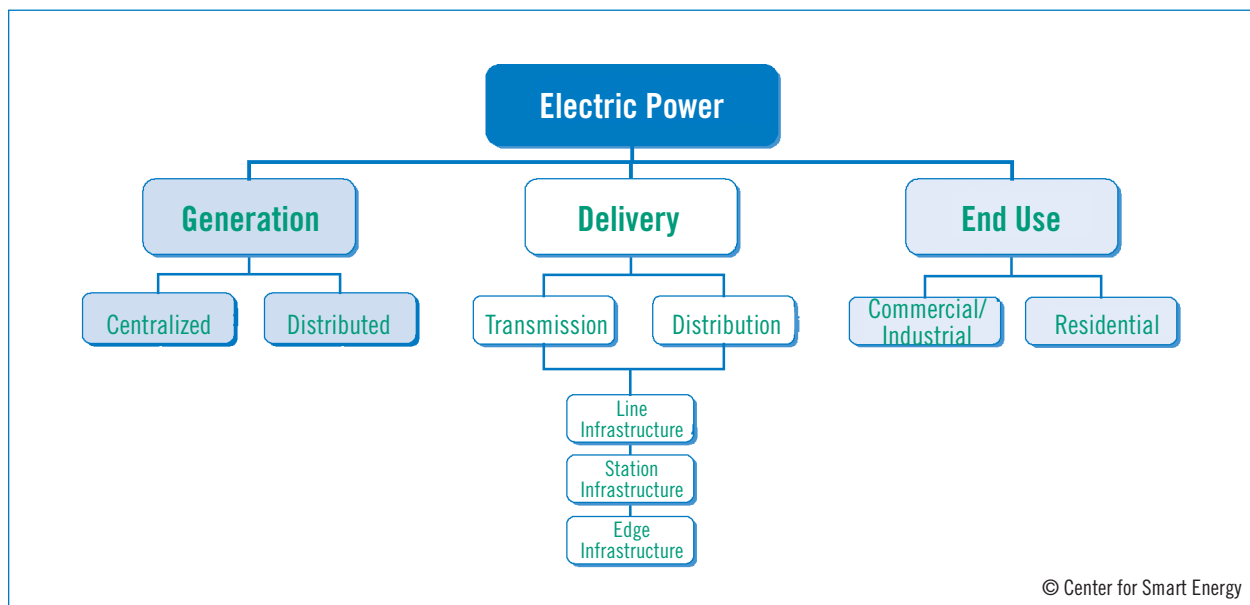 Electric Power
Generation
Delivery
End Use
Centralized
Distributed
Transmission
Distribution
Commercial/
Industrial
Residential
Line
Infrastructure
Station
Infrastructure
Edge
Infrastructure
© Center for Smart Energy